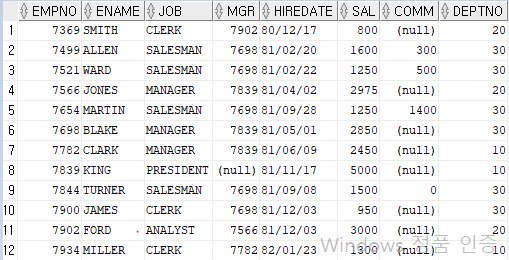 EMPNO ENAME JOB MGR HIREDATE SAL COMM DEPTNO
1 7369 SMITH CLERK 7902 80/12/17 800 (null) 20
2 7499 ALLEN SALESMAN 7698 81/02/20 1600 300 30
3 7521 WARD SALESMAN 7698 81/02/22 1250 500 30
4 7566 JONES MANAGER 7839 81/04/02 2975 (null) 20
5 7654 MARTIN SALESMAN 7698 81/09/28 1250 1400 30
6 7698 BLAKE MANAGER 7839 81/05/01 2850 (null) 30
7 7782 CLARK MANAGER 7839 81/06/09 2450 (null) 10
8 7839 KING PRESIDENT (null) 81/11/17 5000 (null) 10
9 7844 TURNER SALESMAN 7698 81/09/08 1500 0 30
10 7900 JAMES CLERK 7698 81/12/03 950 (null) 30
11 7902 FORD ANALYST 7566 81/12/03 3000 (null) 20
12 7934 MILLER CLERK 7782 82/01/23 1300 (null) 10
Windows 정품 인증